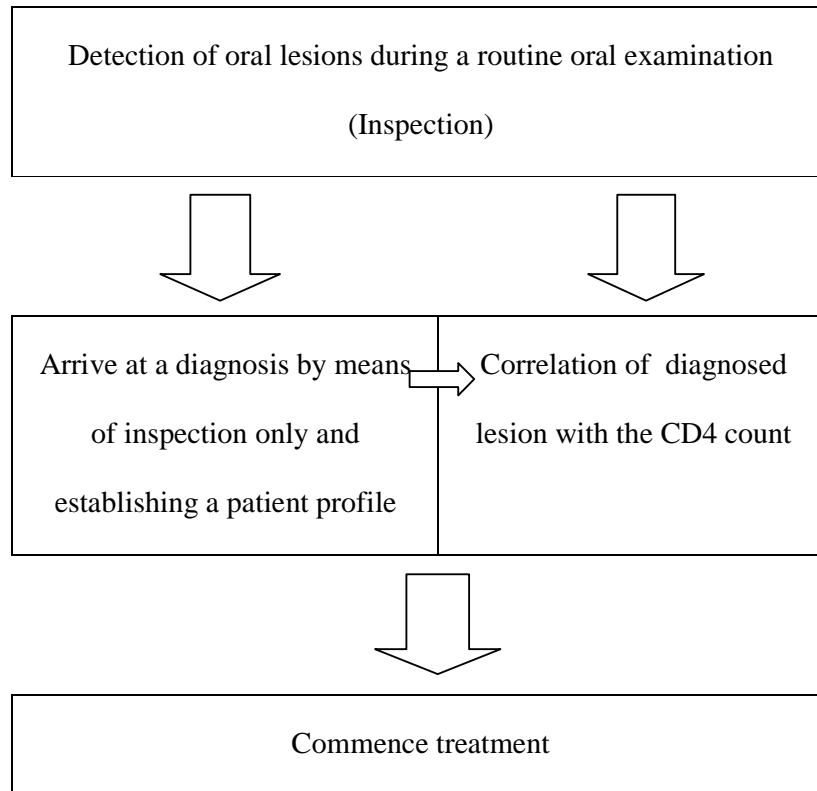 Detection of oral lesions during a routine oral examination
(Inspection)
Arrive at a diagnosis by means
of inspection only and
establishing a patient profile
Correlation of diagnosed
lesion with the CD4 count
Commence treatment